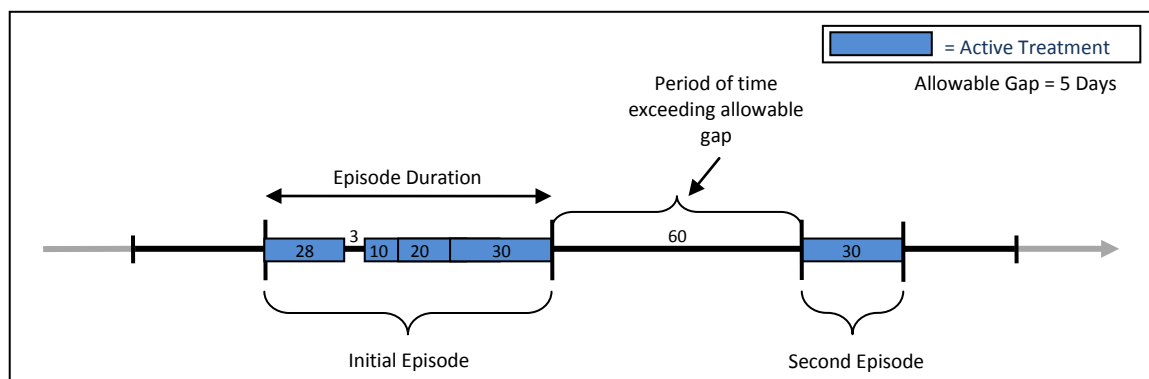 = Active Treatment
Allowable Gap = 5 Days
Period of time
exceeding allowable
gap
Episode Duration
28
3
10
20
30
60
30
Initial Episode
Second Episode